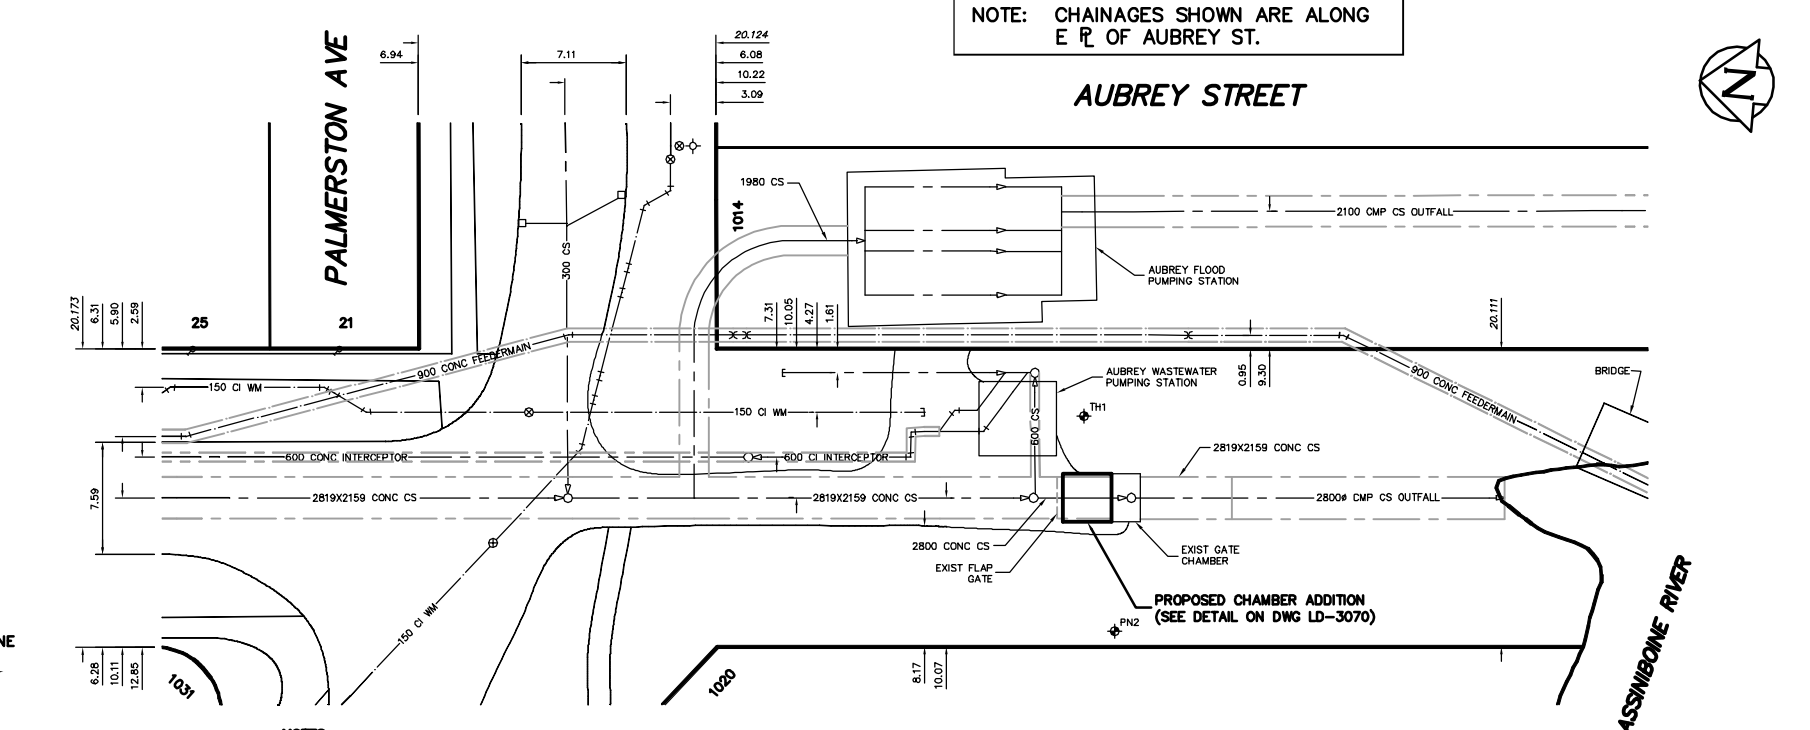 NOTE: CHAINAGES SHOWN ARE ALONG
E ⅊ OF AUBREY ST.
AUBREY STREET
N
PALMERSTON AVE
6.94
7.11
20.124
6.08
10.22
3.09
1980 CS
1014
300 CS
2100 CMP CS OUTFALL
AUBREY FLOOD
PUMPING STATION
20.173
6.31
5.90
2.59
25
21
7.31
10.05
4.27
1.61
20.111
0.95
9.30
900 CONC FEEDERMAIN
150 CI WM
150 CI WM
AUBREY WASTEWATER
PUMPING STATION
600 CS
TH1
900 CONC FEEDERMAIN
BRIDGE
600 CONC INTERCEPTOR
600 CI INTERCEPTOR
2819X2159 CONC CS
7.59
2819X2159 CONC CS
2819X2159 CONC CS
2800ø CMP CS OUTFALL
2800 CONC CS
EXIST FLAP
GATE
EXIST GATE
CHAMBER
PROPOSED CHAMBER ADDITION
(SEE DETAIL ON DWG LD-3070)
PN2
150 CI WM
ASSINIBOINE RIVER
NE
6.28
10.11
12.85
1031
1020
8.17
10.07